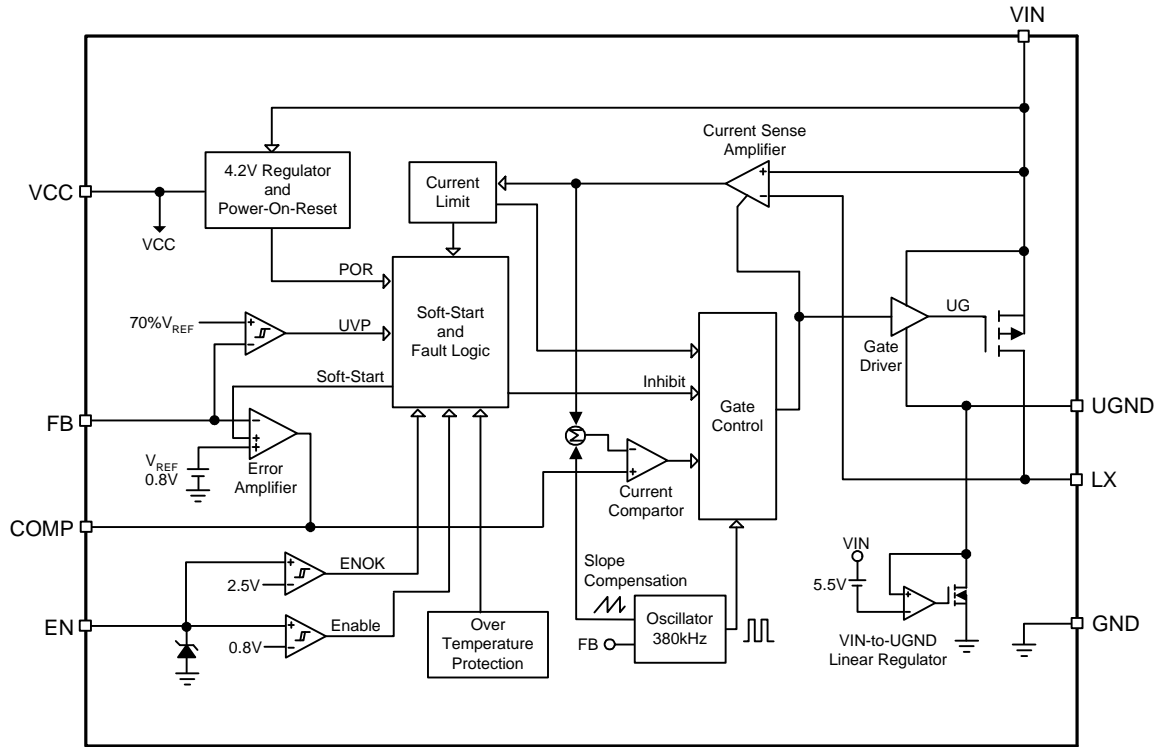 VIN
Current Sense
Amplifier
4.2V Regulator
and
Power-On-Reset
VCC
VCC
Current
Limit
POR
70%VREF
UVP
Soft-Start
and
Fault Logic
UG
Gate
Driver
Soft-Start
Inhibit
Gate
Control
FB
UGND
VREF
0.8V
Error
Amplifier
Σ
Current
Compartor
LX
COMP
ENOK
2.5V
Slope
Compensation
VIN
5.5V
EN
Enable
0.8V
Over
Temperature
Protection
FB
Oscillator
380kHz
VIN-to-UGND
Linear Regulator
GND